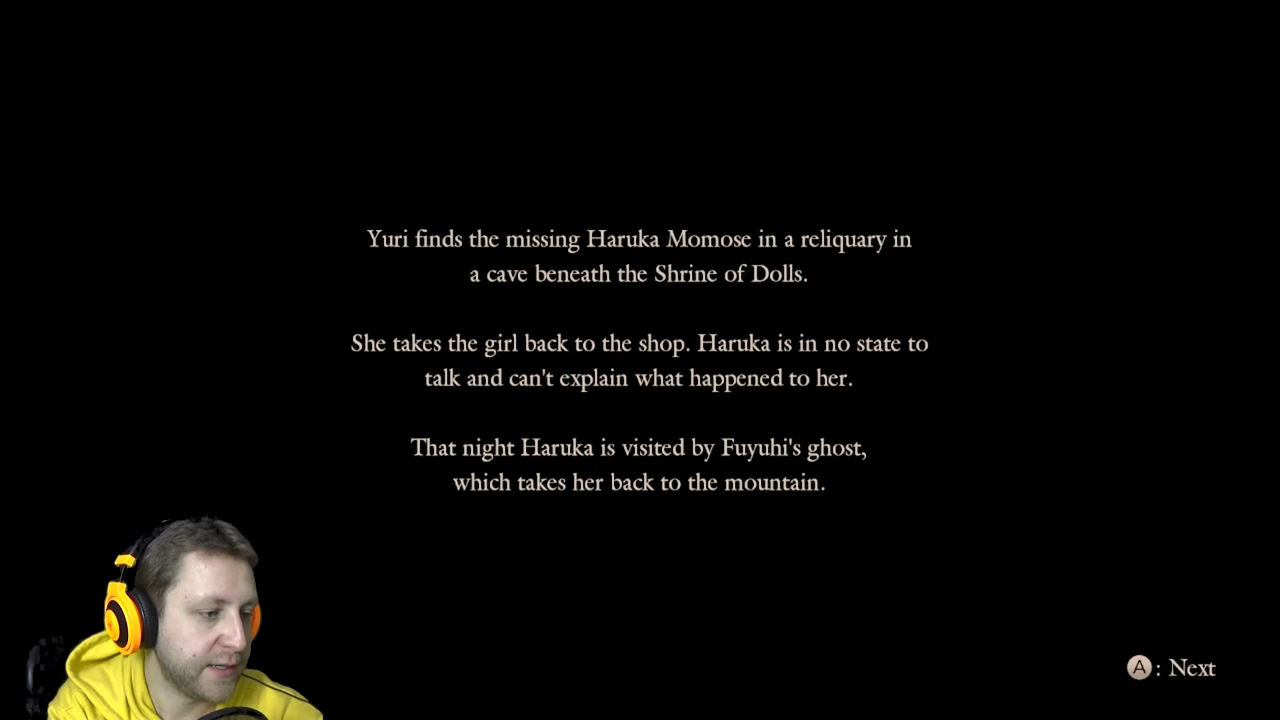 Yuri finds the missing Haruka Momose in a reliquary in
a cave beneath the Shrine of Dolls.
She takes the girl back to the shop. Haruka is in no state to
talk and can't explain what happened to her.
That night Haruka is visited by Fuyuhi's ghost,
which takes her back to the mountain.
A : Next